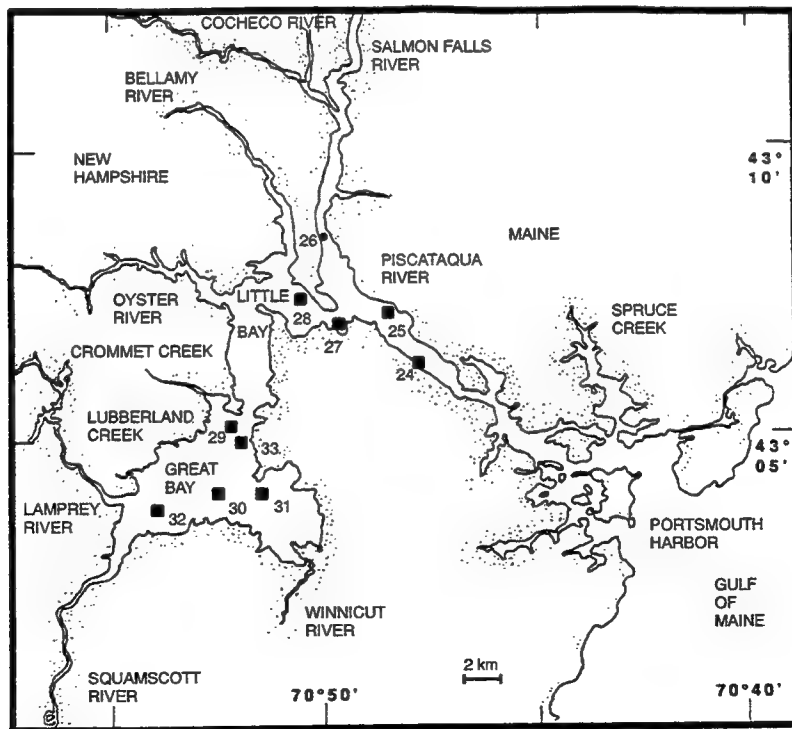 COCHECO RIVER
SALMON FALLS
RIVER
BELLAMY
RIVER
NEW
HAMPSHIRE
43°
10'
MAINE
26
PISCATAQUA
RIVER
OYSTER
RIVER
LITTLE
BAY
28
27
25
24
SPRUCE
CREEK
CROMMET CREEK
LUBBERLAND
CREEK
29
33
43°
05'
GREAT
BAY
LAMPREY
RIVER
32
30
31
PORTSMOUTH
HARBOR
WINNICUT
RIVER
GULF
OF
MAINE
SQUAMSCOTT
RIVER
2 km
70°50'
70°40'